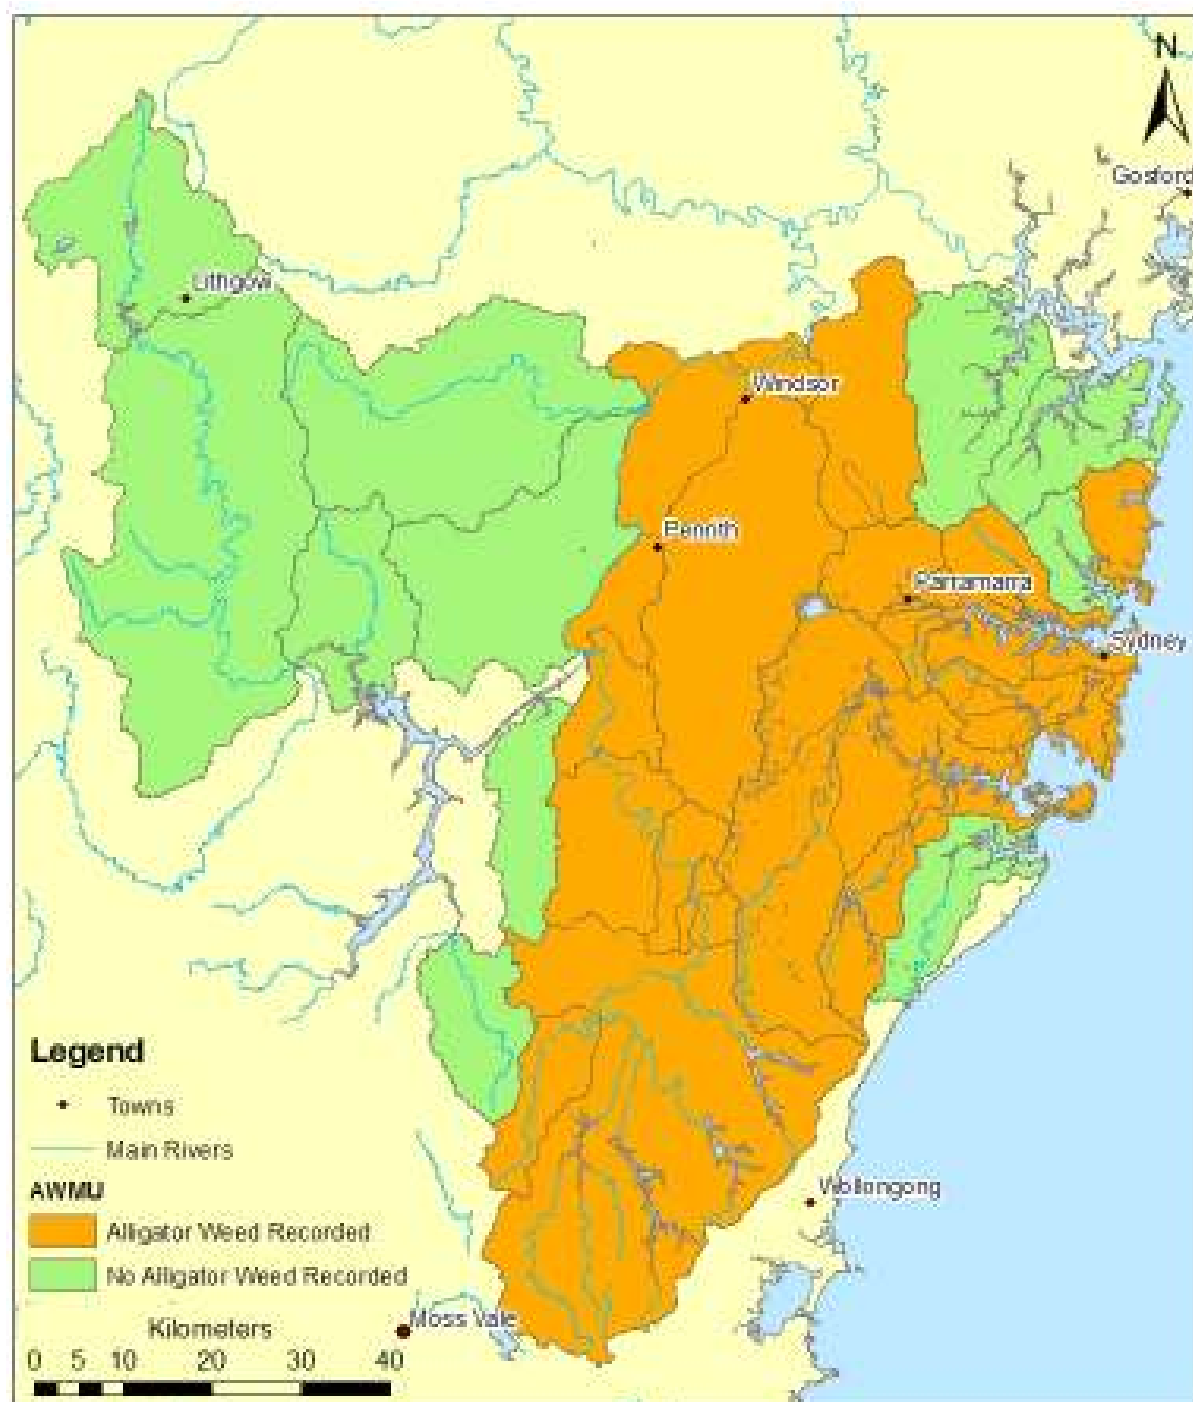 N
Gosford
Lithgow
Windsor
Penrith
Parramatta
Sydney
Legend
Towns
Main Rivers
AWMU
Alligator Weed Recorded
No Alligator Weed Recorded
Wollongong
Moss Vale
Kilometers
0 5 10 20 30 40